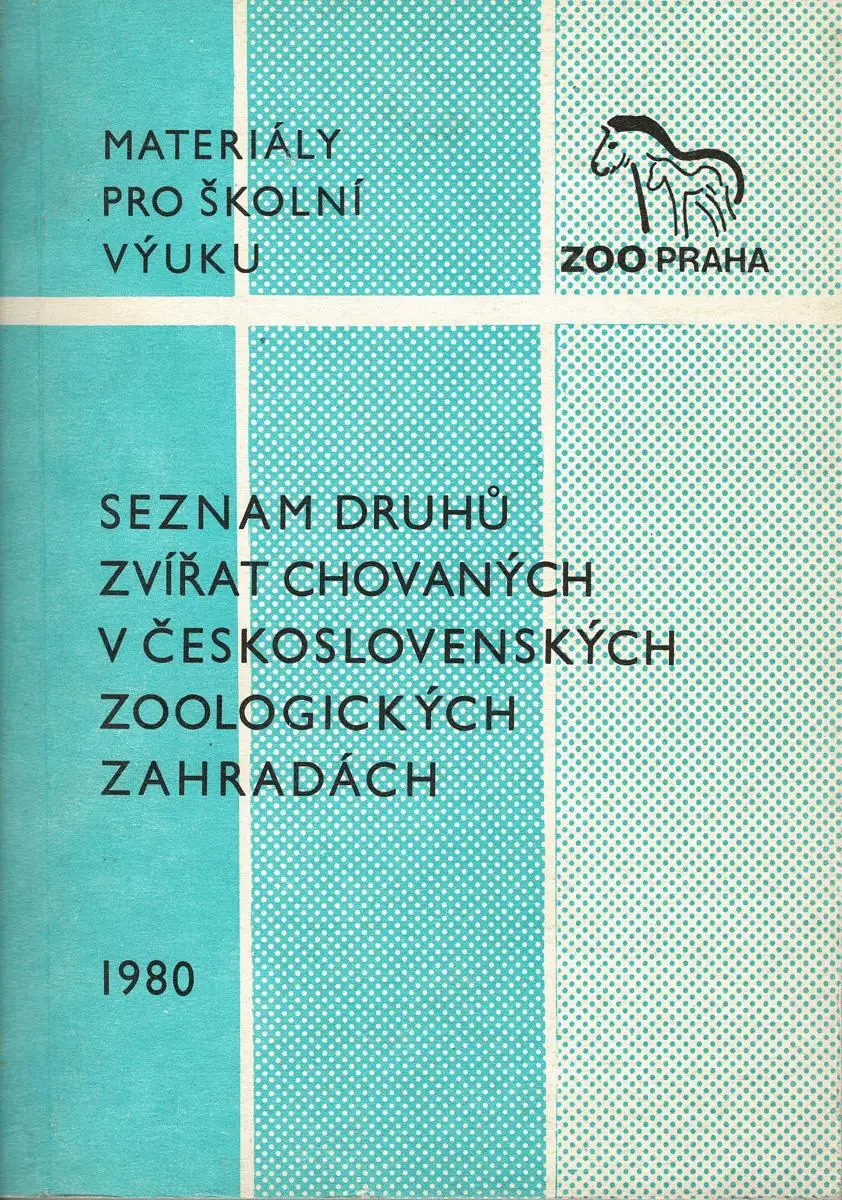 MATERIÁLY
PRO ŠKOLNÍ
VÝUKU
ZOO PRAHA
SEZNAM DRUHŮ
ZVÍŘAT CHOVANÝCH
V ČESKOSLOVENSKÝCH
ZOOLOGICKÝCH
ZAHRADÁCH
1980